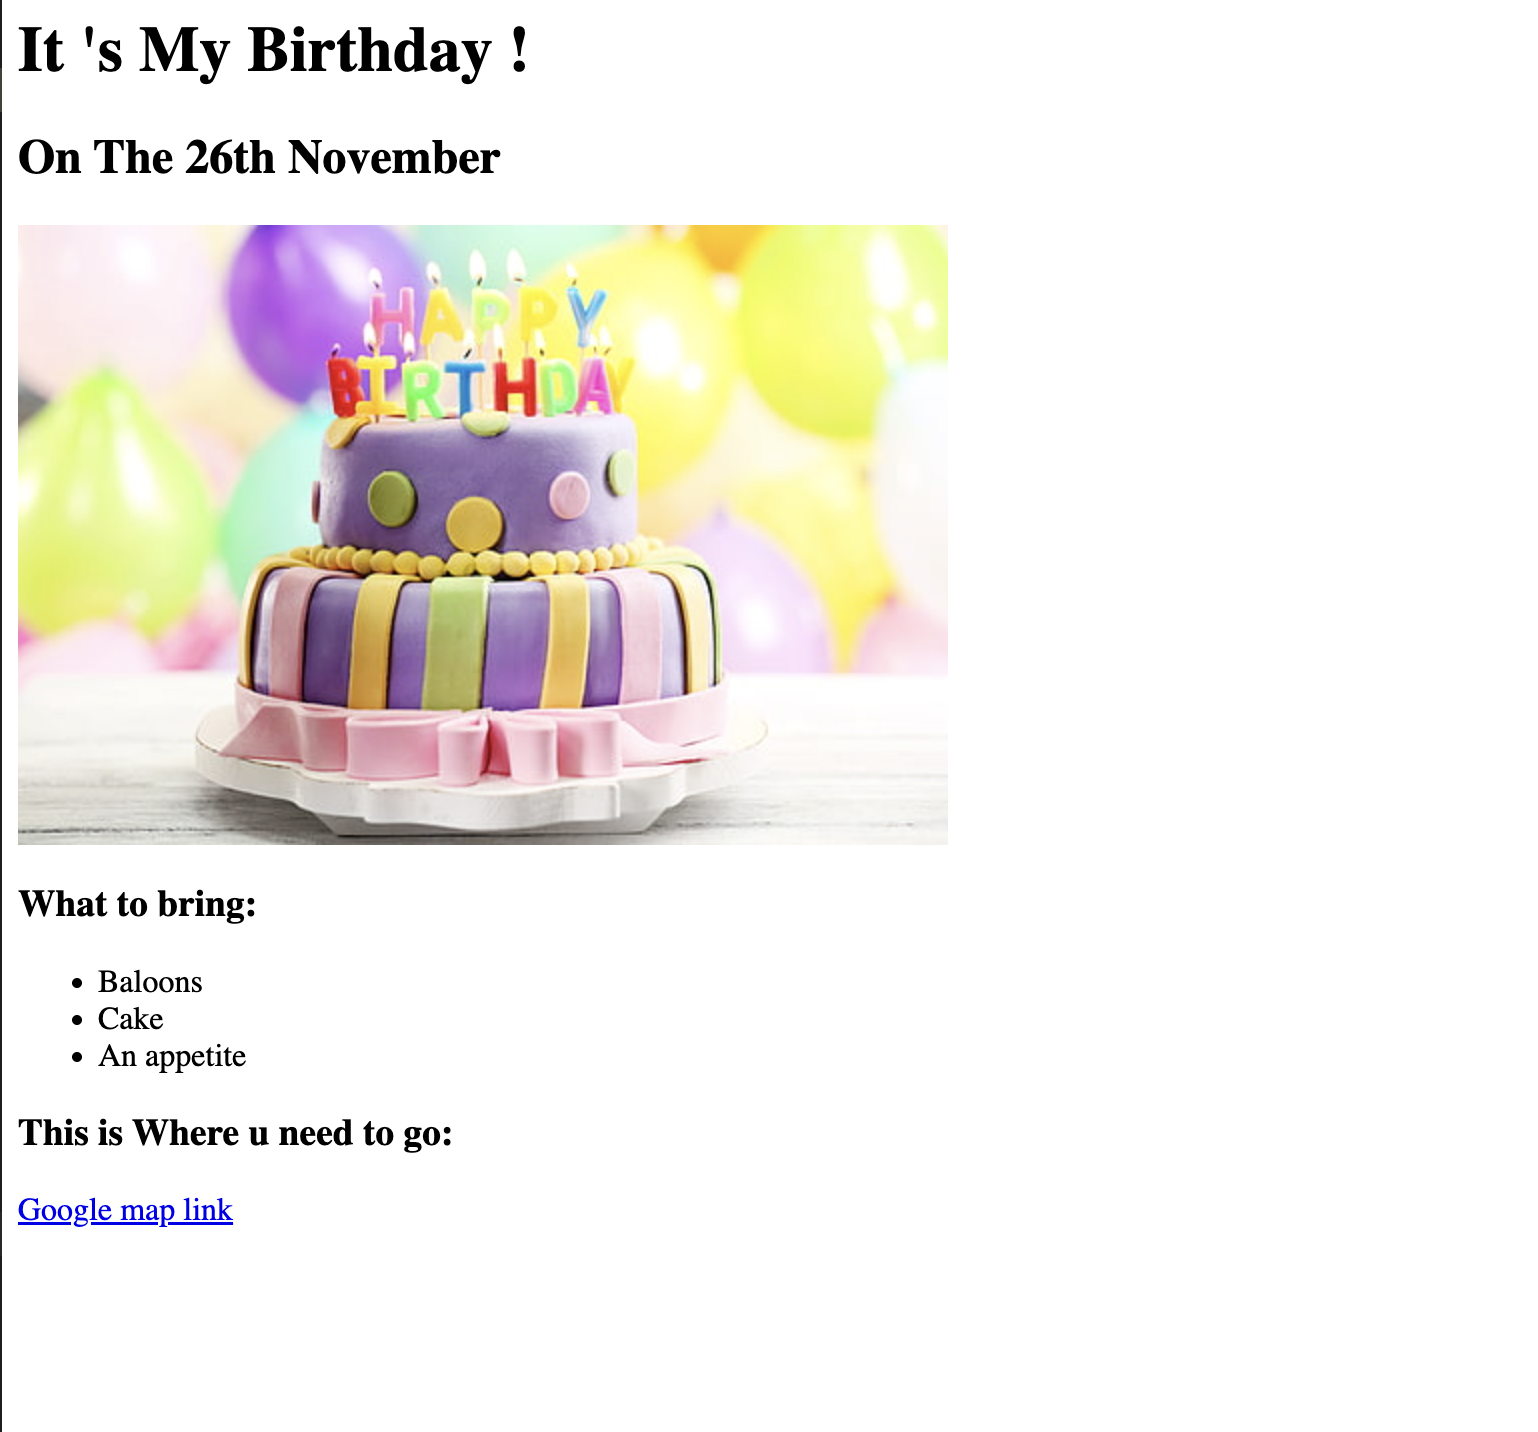 It 's My Birthday !
On The 26th November
HAPPY
BIRTHDAY
What to bring:
Baloons
Cake
An appetite
This is Where u need to go:
Google map link